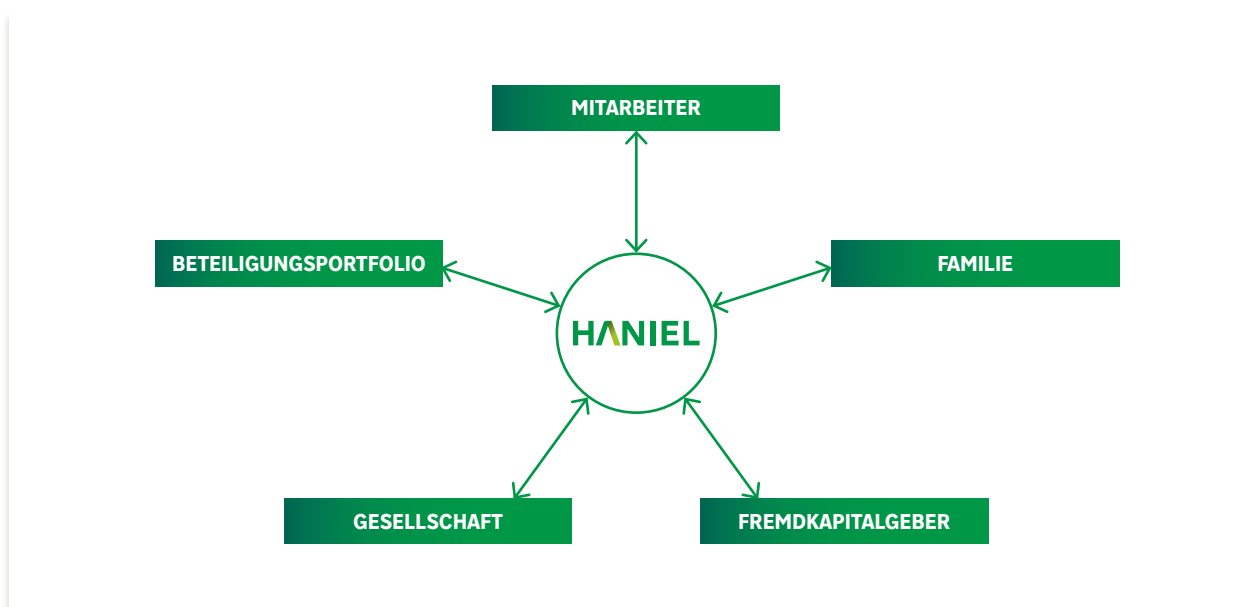 MITARBEITER
BETEILIGUNGSPORTFOLIO
FAMILIE
HANIEL
GESELLSCHAFT
FREMDKAPITALGEBER